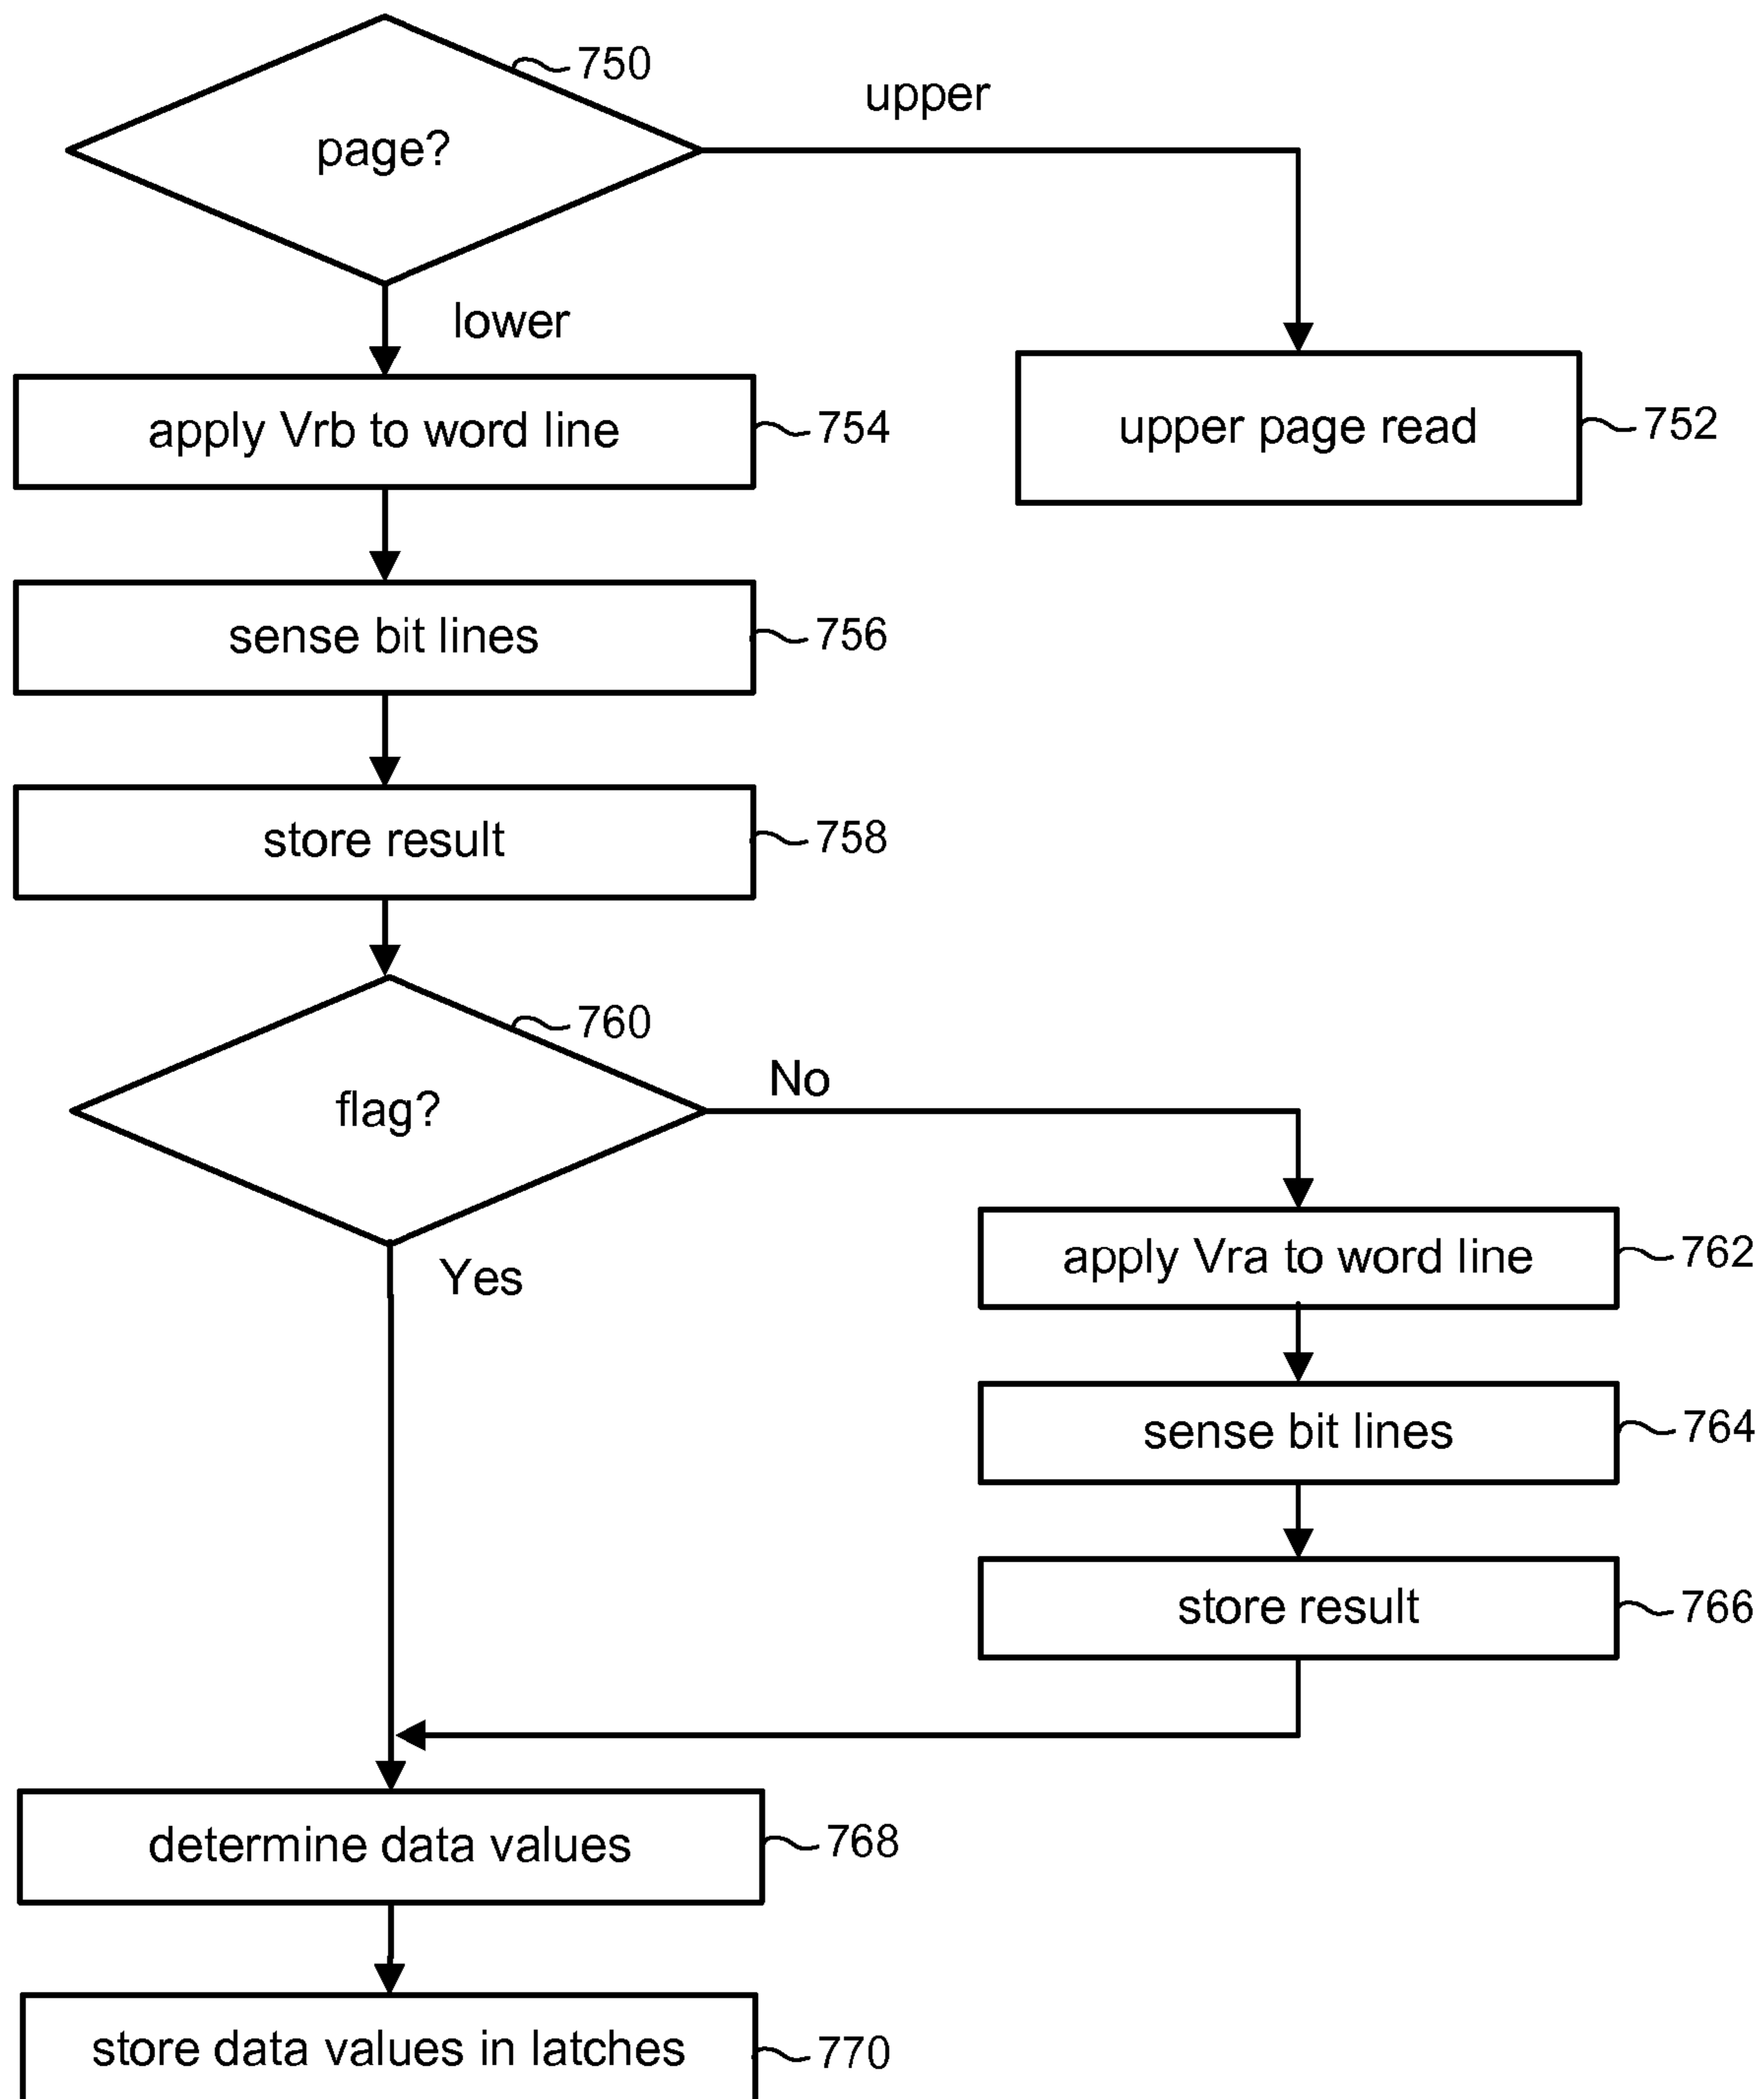 750
page?
upper
lower
apply Vrb to word line
754
upper page read
752
sense bit lines
756
store result
758
760
flag?
No
Yes
apply Vra to word line
762
sense bit lines
764
store result
766
determine data values
768
store data values in latches
770